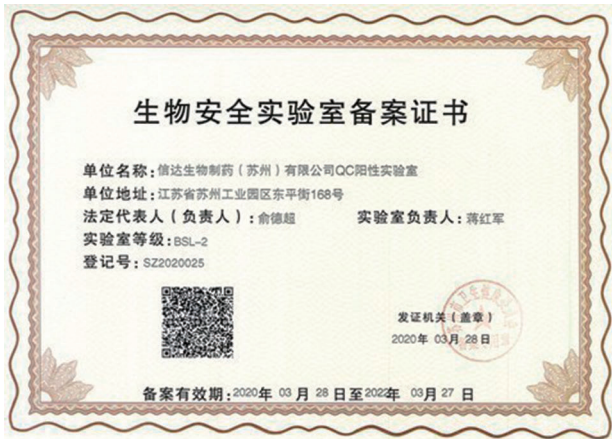 生物安全实验室备案证书
单位名称:信达生物制药(苏州)有限公司QC阳性实验室
单位地址:江苏省苏州工业园区东平街168号
法定代表人(负责人):俞德超 实验室负责人:蒋红军
实验室等级:BSL-2
登记号:SZ2020025
发证机关(盖章)
2020年 03月 28日
备案有效期:2020年 03 月 28 日至2022年 03月 27 日